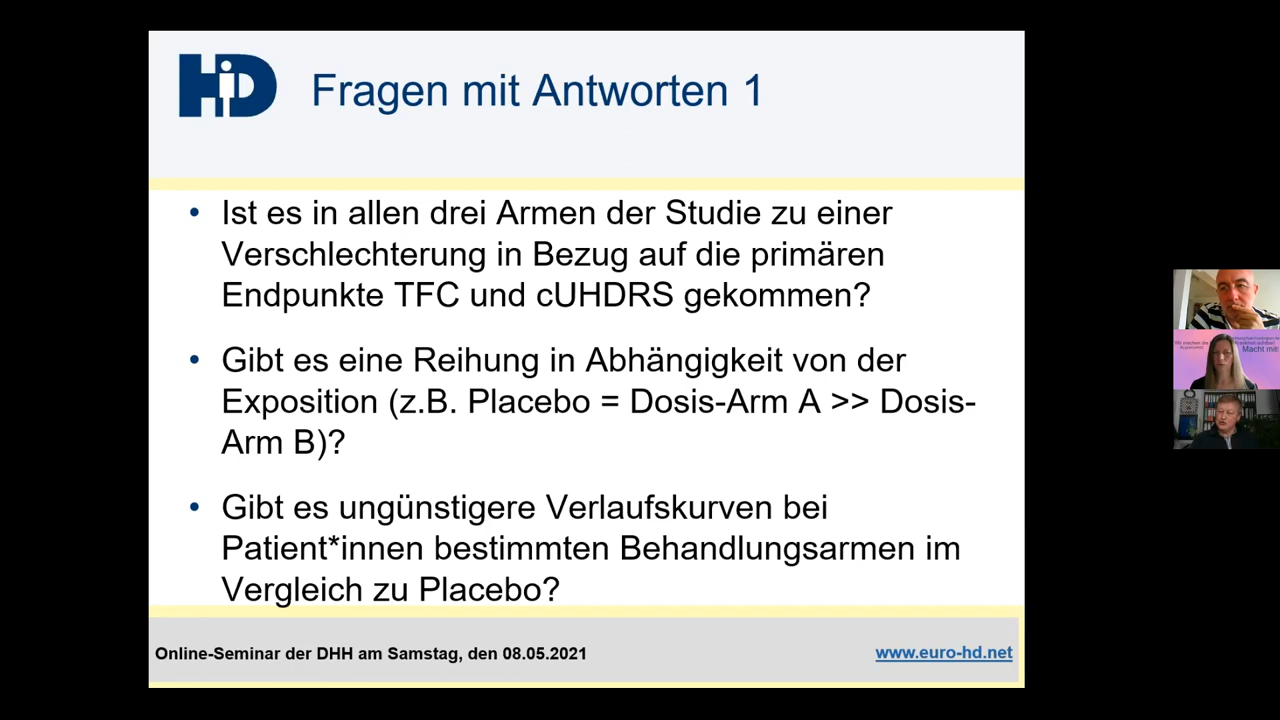 HD
Fragen mit Antworten 1
• Ist es in allen drei Armen der Studie zu einer
Verschlechterung in Bezug auf die primären
Endpunkte TFC und cUHDRS gekommen?
• Gibt es eine Reihung in Abhängigkeit von der
Exposition (z.B. Placebo = Dosis-Arm A >> Dosis-
Arm B)?
• Gibt es ungünstigere Verlaufskurven bei
Patient*innen bestimmten Behandlungsarmen im
Vergleich zu Placebo?
Online-Seminar der DHH am Samstag, den 08.05.2021
www.euro-hd.net
Macht mit!